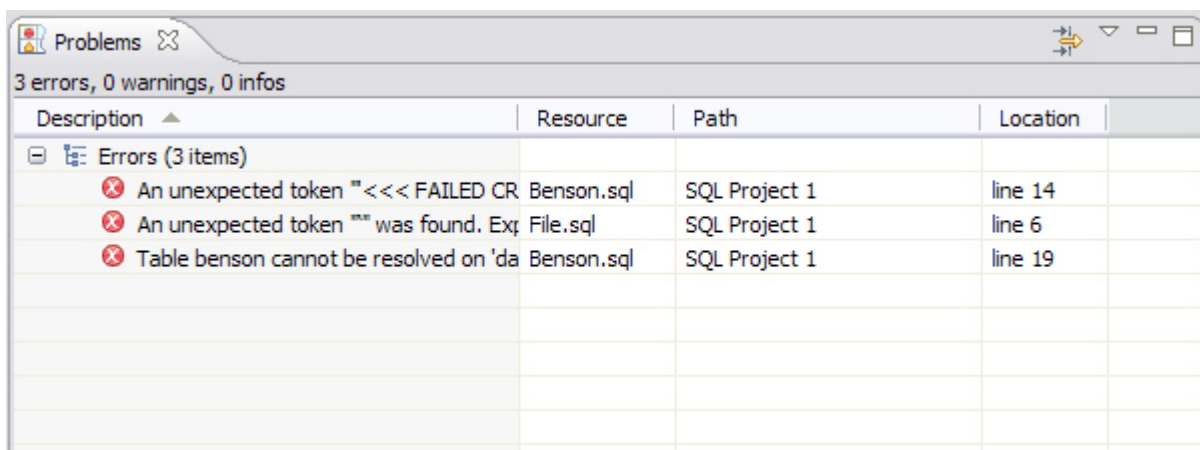 Problems
3 errors, 0 warnings, 0 infos
Description Resource Path Location
Errors (3 items)
An unexpected token "'<<< FAILED CR Benson.sql SQL Project 1 line 14
An unexpected token """ was found. Exp File.sql SQL Project 1 line 6
Table benson cannot be resolved on 'da Benson.sql SQL Project 1 line 19